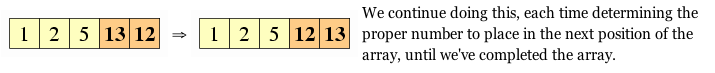 1 2 5 13 12 ⇒ 1 2 5 12 13
We continue doing this, each time determining the
proper number to place in the next position of the
array, until we've completed the array.